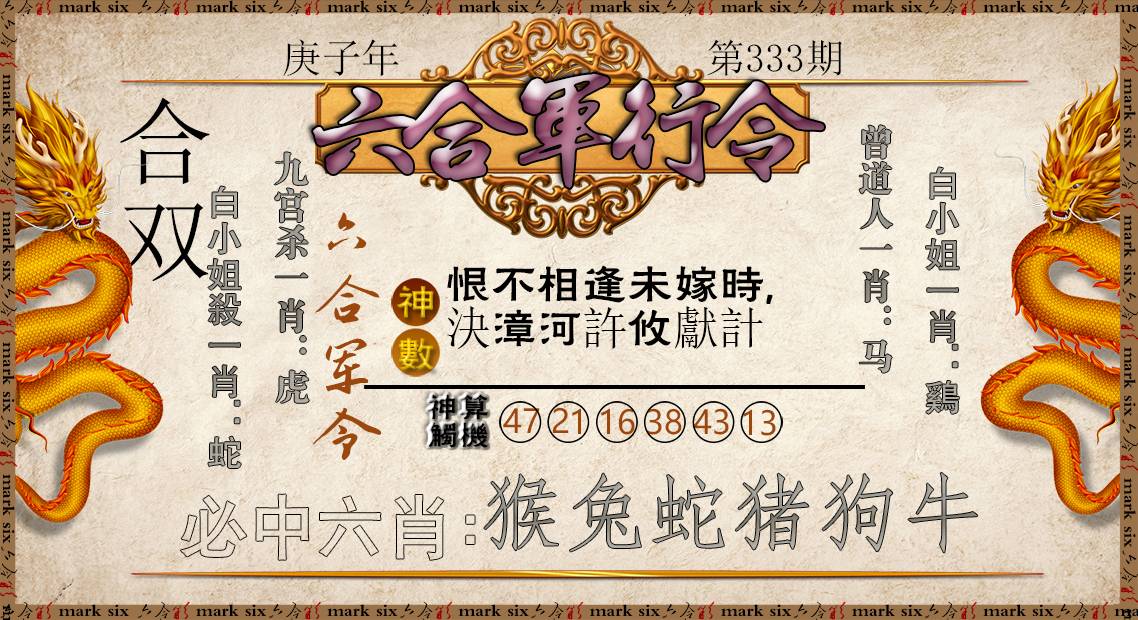 庚子年
第333期
六合軍行令
合双
白小姐殺一肖：蛇
九宫杀一肖：虎
六合军令
神數
恨不相逢未嫁時,
決漳河許攸獻計
神算
觸機
47 21 16 38 43 13
曾道人一肖：马
白小姐一肖：鷄
必中六肖:猴兔蛇猪狗牛
mark six